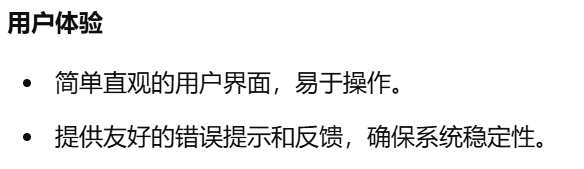 用户体验
• 简单直观的用户界面，易于操作。
• 提供友好的错误提示和反馈，确保系统稳定性。